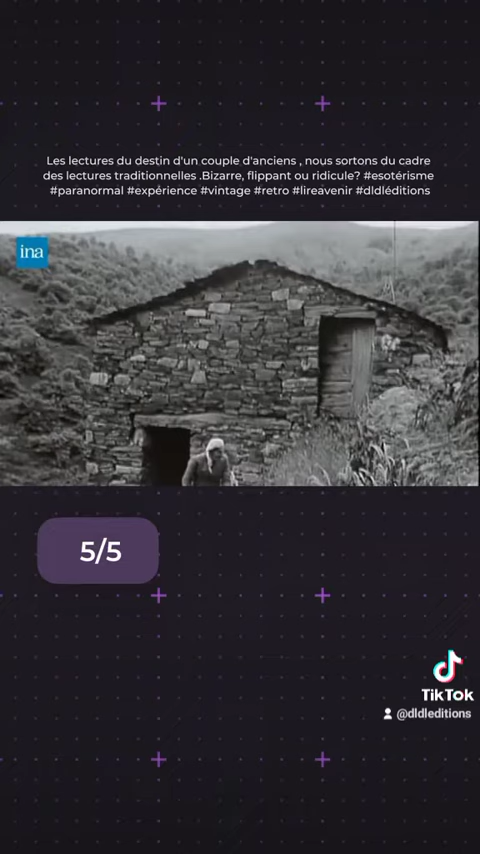 Les lectures du destin d'un couple d'anciens , nous sortons du cadre
des lectures traditionnelles .Bizarre, flippant ou ridicule? #esotérisme
#paranormal #expérience #vintage #retro #lireavenir #dldléditions
ina
5/5
TikTok
@dldleditions